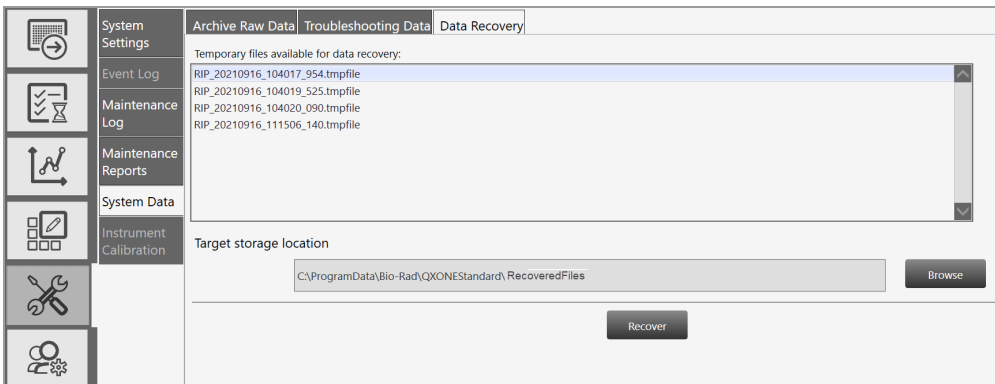 System
Settings
Event Log
Maintenance
Log
Maintenance
Reports
System Data
Instrument
Calibration
Archive Raw Data
Troubleshooting Data
Data Recovery
Temporary files available for data recovery:
RIP_20210916_104017_954.tmpfile
RIP_20210916_104019_525.tmpfile
RIP_20210916_104020_090.tmpfile
RIP_20210916_111506_140.tmpfile
Target storage location
C:\ProgramData\Bio-Rad\QXONEStandard\ RecoveredFiles
Browse
Recover